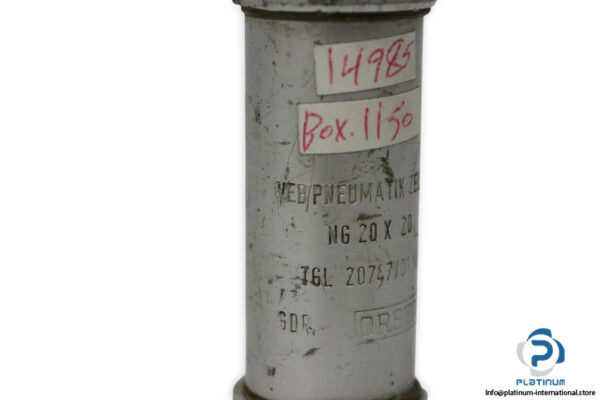 14985
Box. 1150
VEB PNEUMATIK
NG 20 X 20
TGL
GDR
PLATINUM
Info@platinum-international.store